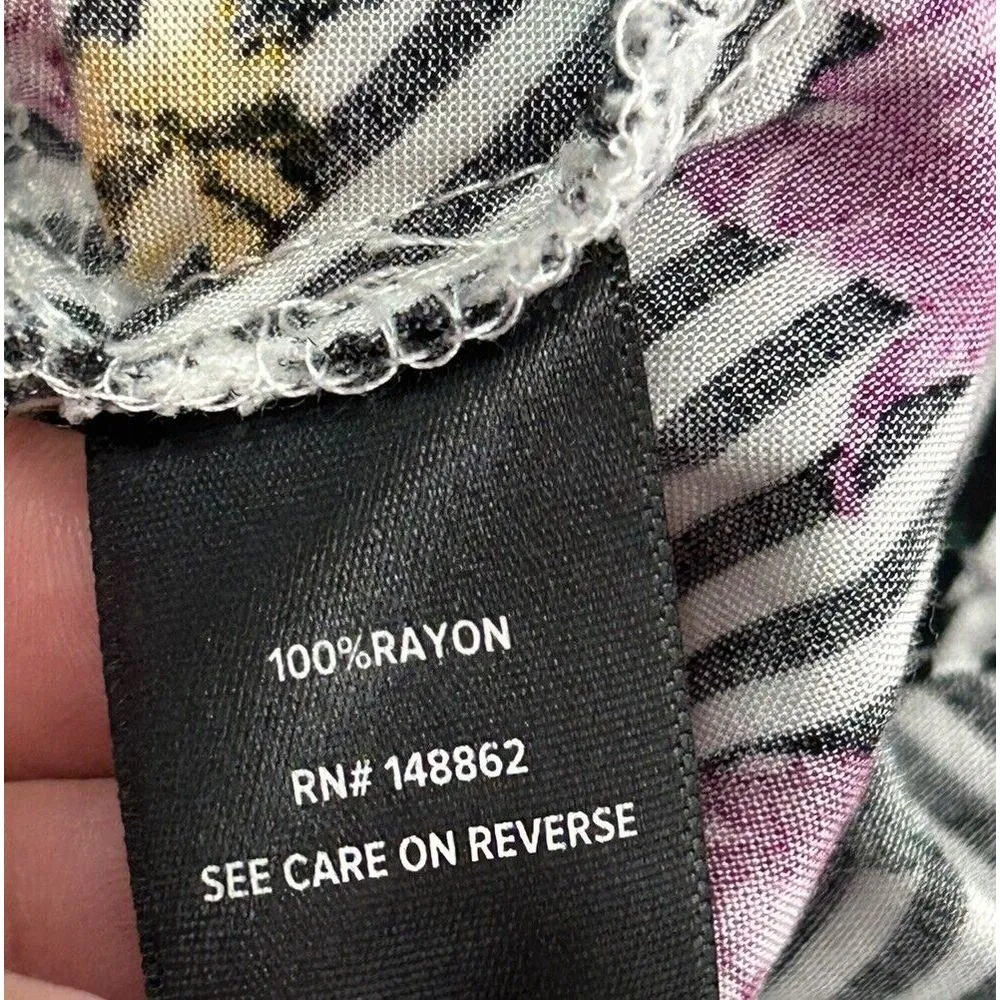 100%RAYON
RN# 148862
SEE CARE ON REVERSE